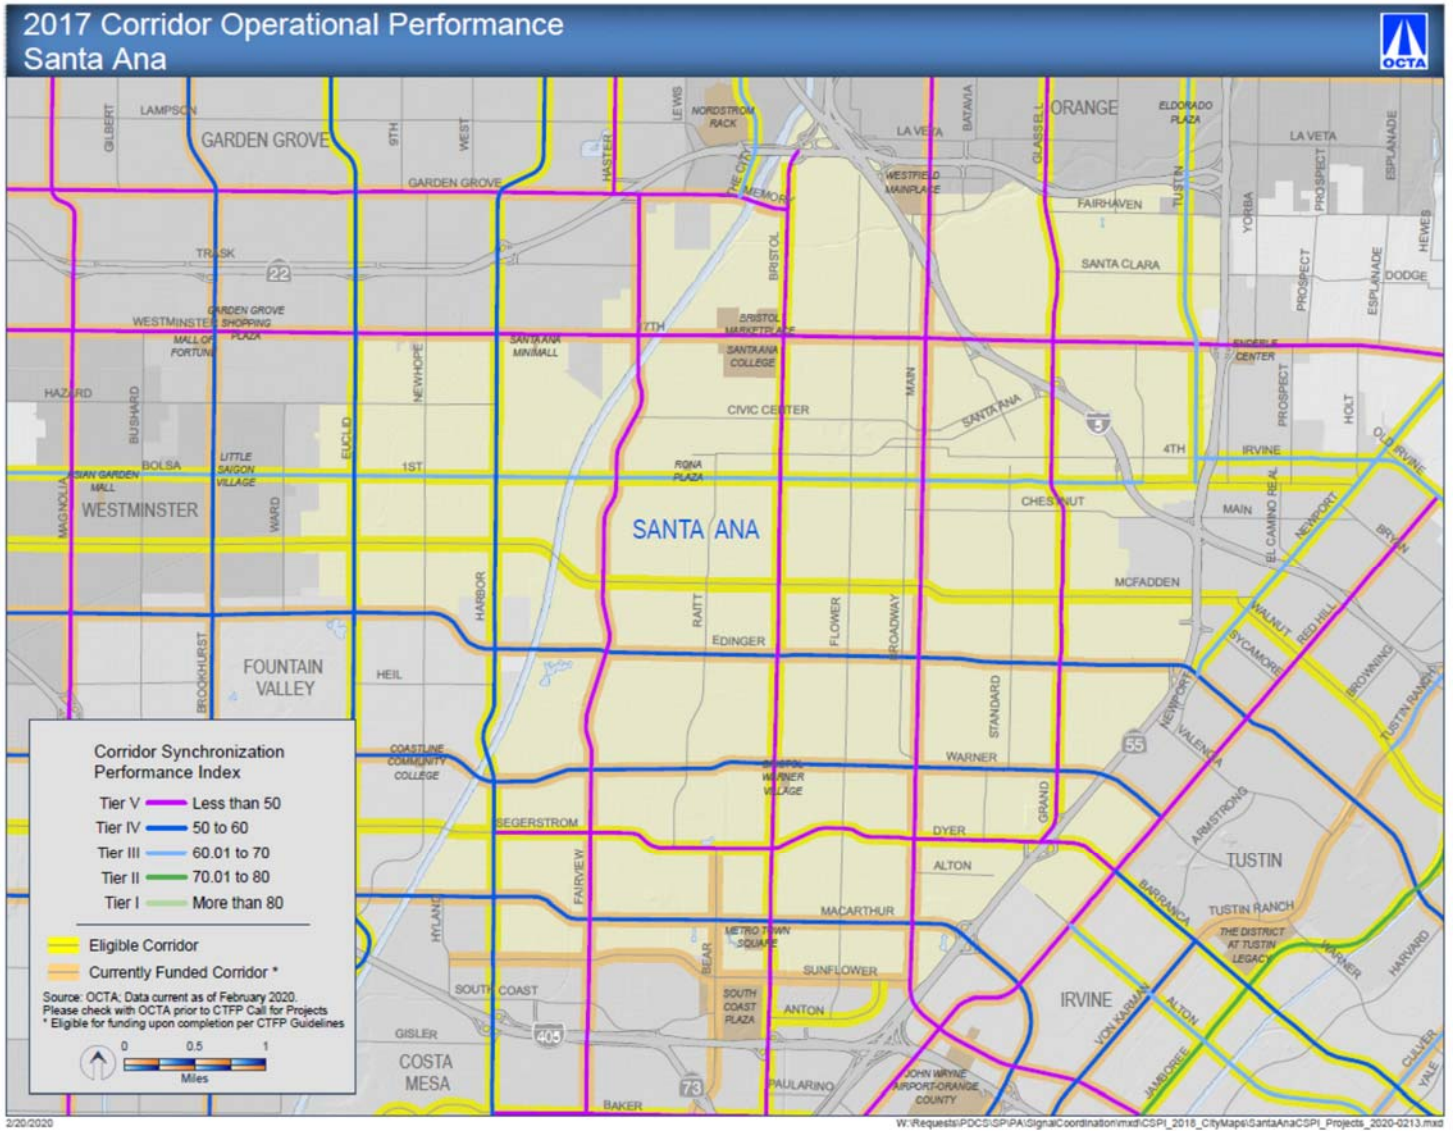 2017 Corridor Operational Performance
Santa Ana
OCTA
GILBERT
LAMPSON
GARDEN GROVE
9TH
WEST
HASTER
LEWIS
NORDSTROM
RACK
THE CITY
LA VETA
BATAVIA
GLASSELL
ORANGE
ELDORADO
PLAZA
LA VETA
ESPLANADE
GARDEN GROVE
MEMORY
WESTFIELD
MAINPLACE
FAIRHAVEN
TUSTIN
YORBA
PROSPECT
HEWES
TRASK
22
BRISTOL
SANTA CLARA
PROSPECT
ESPLANADE
DODGE
WESTMINSTER
GARDEN GROVE
SHOPPING
PLAZA
MALL OF
FORTUNE
SANTA ANA
MINIMALL
17TH
BRISTOL
MARKETPLACE
SANTA ANA
COLLEGE
ENDERLE
CENTER
HAZARD
BUSHARD
NEWHOPE
MAIN
CIVIC CENTER
SANTA ANA
5
PROSPECT
HOLT
EUCLID
BOLSA
ASIAN GARDEN
MALL
LITTLE
SAIGON
VILLAGE
1ST
RONA
PLAZA
4TH
IRVINE
OLD IRVINE
MAGNOLIA
WESTMINSTER
WARD
SANTA ANA
CHESTNUT
MAIN
EL CAMINO REAL
NEWPORT
BRYAN
HARBOR
RAITT
FLOWER
BROADWAY
MCFADDEN
WALNUT
RED HILL
SYCAMORE
BROOKHURST
FOUNTAIN
VALLEY
HEIL
EDINGER
STANDARD
NEWPORT
BROWNING
TUSTIN RANCH
55
VALENCIA
COASTLINE
COMMUNITY
COLLEGE
BRISTOL
WARNER
VILLAGE
WARNER
GRAND
ARMSTRONG
SEGERSTROM
DYER
FAIRVIEW
ALTON
TUSTIN
BARRANCA
TUSTIN RANCH
HYLAND
MACARTHUR
METRO TOWN
SQUARE
BEAR
SUNFLOWER
THE DISTRICT
AT TUSTIN
LEGACY
WARNER
HARVARD
SOUTH COAST
SOUTH
COAST
PLAZA
ANTON
IRVINE
VON KARMAN
ALTON
GISLER
405
COSTA
MESA
73
PAULARINO
JOHN WAYNE
AIRPORT-ORANGE
COUNTY
JAMBOREE
CULVER
YALE
BAKER
Corridor Synchronization
Performance Index
Tier V Less than 50
Tier IV 50 to 60
Tier III 60.01 to 70
Tier II 70.01 to 80
Tier I More than 80
Eligible Corridor
Currently Funded Corridor *
Source: OCTA; Data current as of February 2020.
Please check with OCTA prior to CTFP Call for Projects
* Eligible for funding upon completion per CTFP Guidelines
0 0.5 1
Miles
2/20/2020
W:\Requests\PDCS\SP\PA\SignalCoordination\mxd\CSPI_2018_CityMaps\SantaAnaCSPI_Projects_2020-0213.mxd